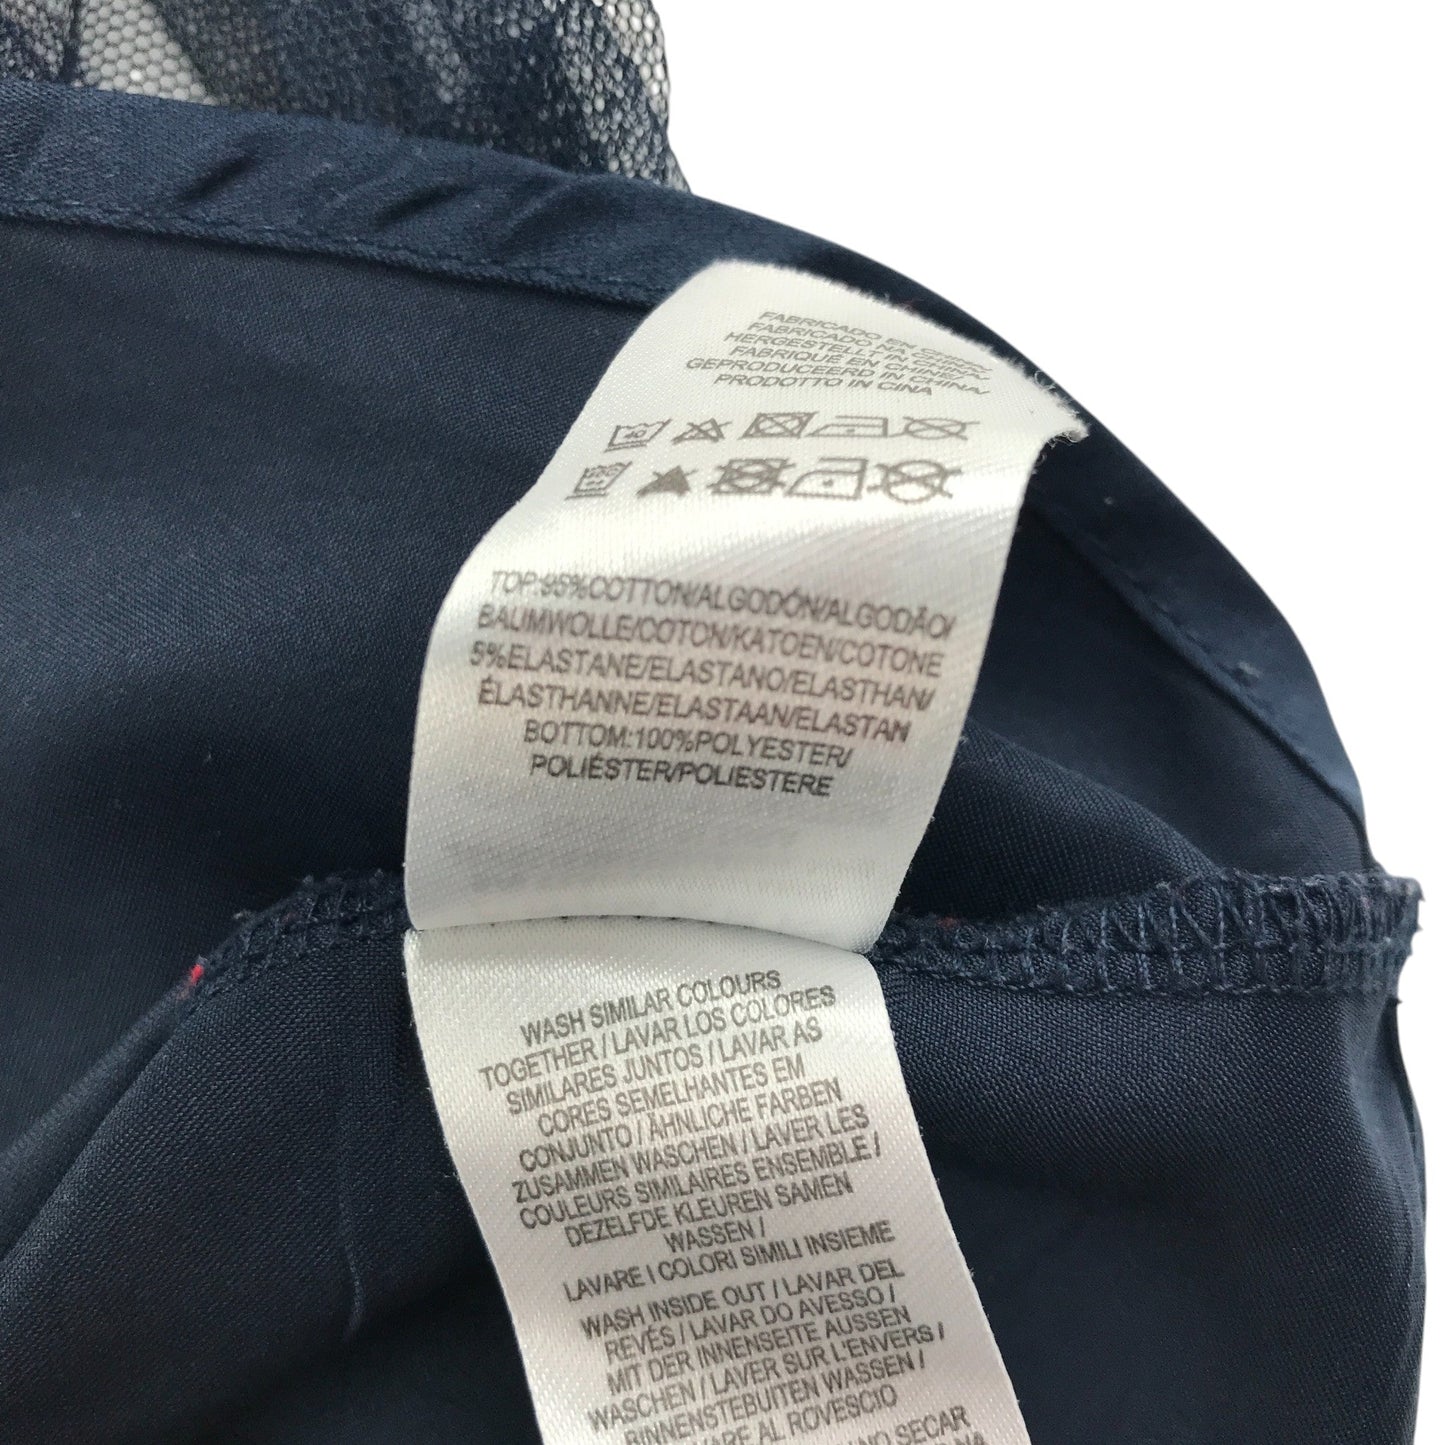 FABRICADO EN
FABRICADO NA
HERGESTELLT IN CHINA/
FABRIQUÉ EN CHINE/
GEPRODUCEERD IN CHINA/
PRODOTTO IN CINA
40
TOP:95%COTTON/ALGODÓN/ALGODÃO/
BAUMWOLLE/COTON/KATOEN/COTONE
5%ELASTANE/ELASTANO/ELASTHAN/
ÉLASTHANNE/ELASTAAN/ELASTAN
BOTTOM:100%POLYESTER/
POLIÉSTER/POLIESTERE
WASH SIMILAR COLOURS
TOGETHER / LAVAR LOS COLORES
SIMILARES JUNTOS / LAVAR AS
CORES SEMELHANTES EM
CONJUNTO / ÄHNLICHE FARBEN
ZUSAMMEN WASCHEN / LAVER LES
COULEURS SIMILAIRES ENSEMBLE /
DEZELFDE KLEUREN SAMEN
WASSEN /
LAVARE I COLORI SIMILI INSIEME
WASH INSIDE OUT / LAVAR DEL
REVÉS / LAVAR DO AVESSO /
MIT DER INNENSEITE AUSSEN
WASCHEN / LAVER SUR L'ENVERS /
BINNENSTEBUITEN WASSEN /
AL ROVESCIO
SECAR